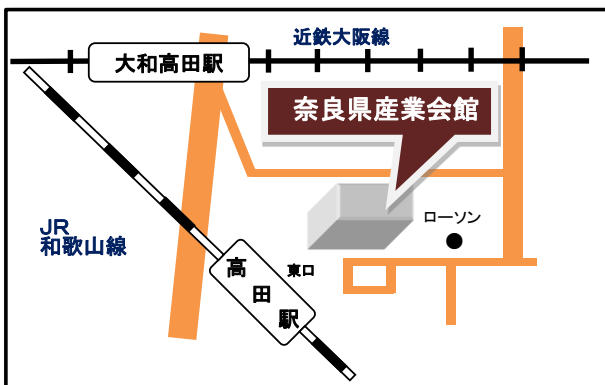 近鉄大阪線
大和高田駅
奈良県産業会館
ローソン
JR
和歌山線
高田駅
東口